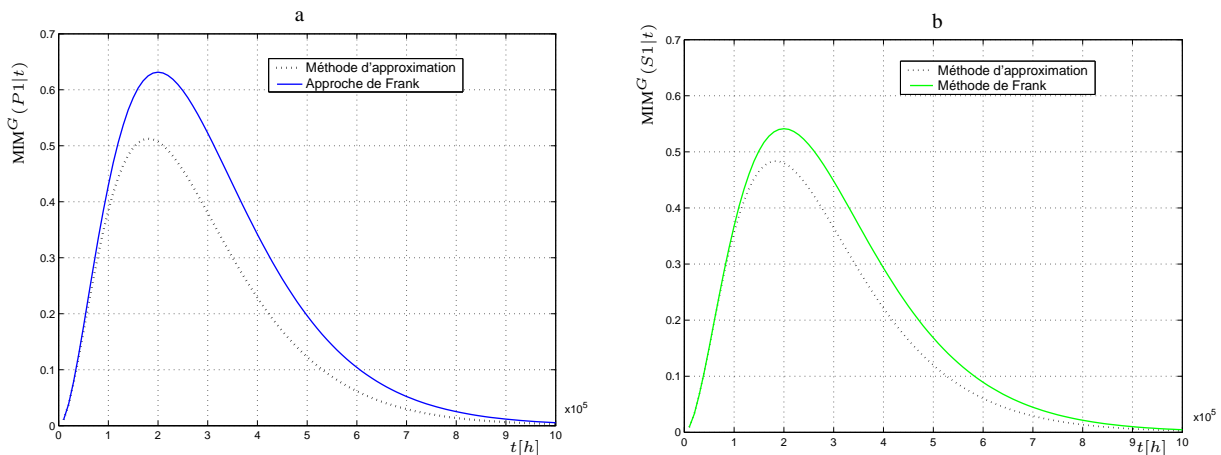 a
MIM^G (P1|t)
0.7
0.6
0.5
0.4
0.3
0.2
0.1
0
Méthode d'approximation
Approche de Frank
0 1 2 3 4 5 6 7 8 9 10
x10^5
t[h]
b
MIM^G (S1|t)
0.7
0.6
0.5
0.4
0.3
0.2
0.1
0
Méthode d'approximation
Méthode de Frank
0 1 2 3 4 5 6 7 8 9 10
x10^5
t[h]